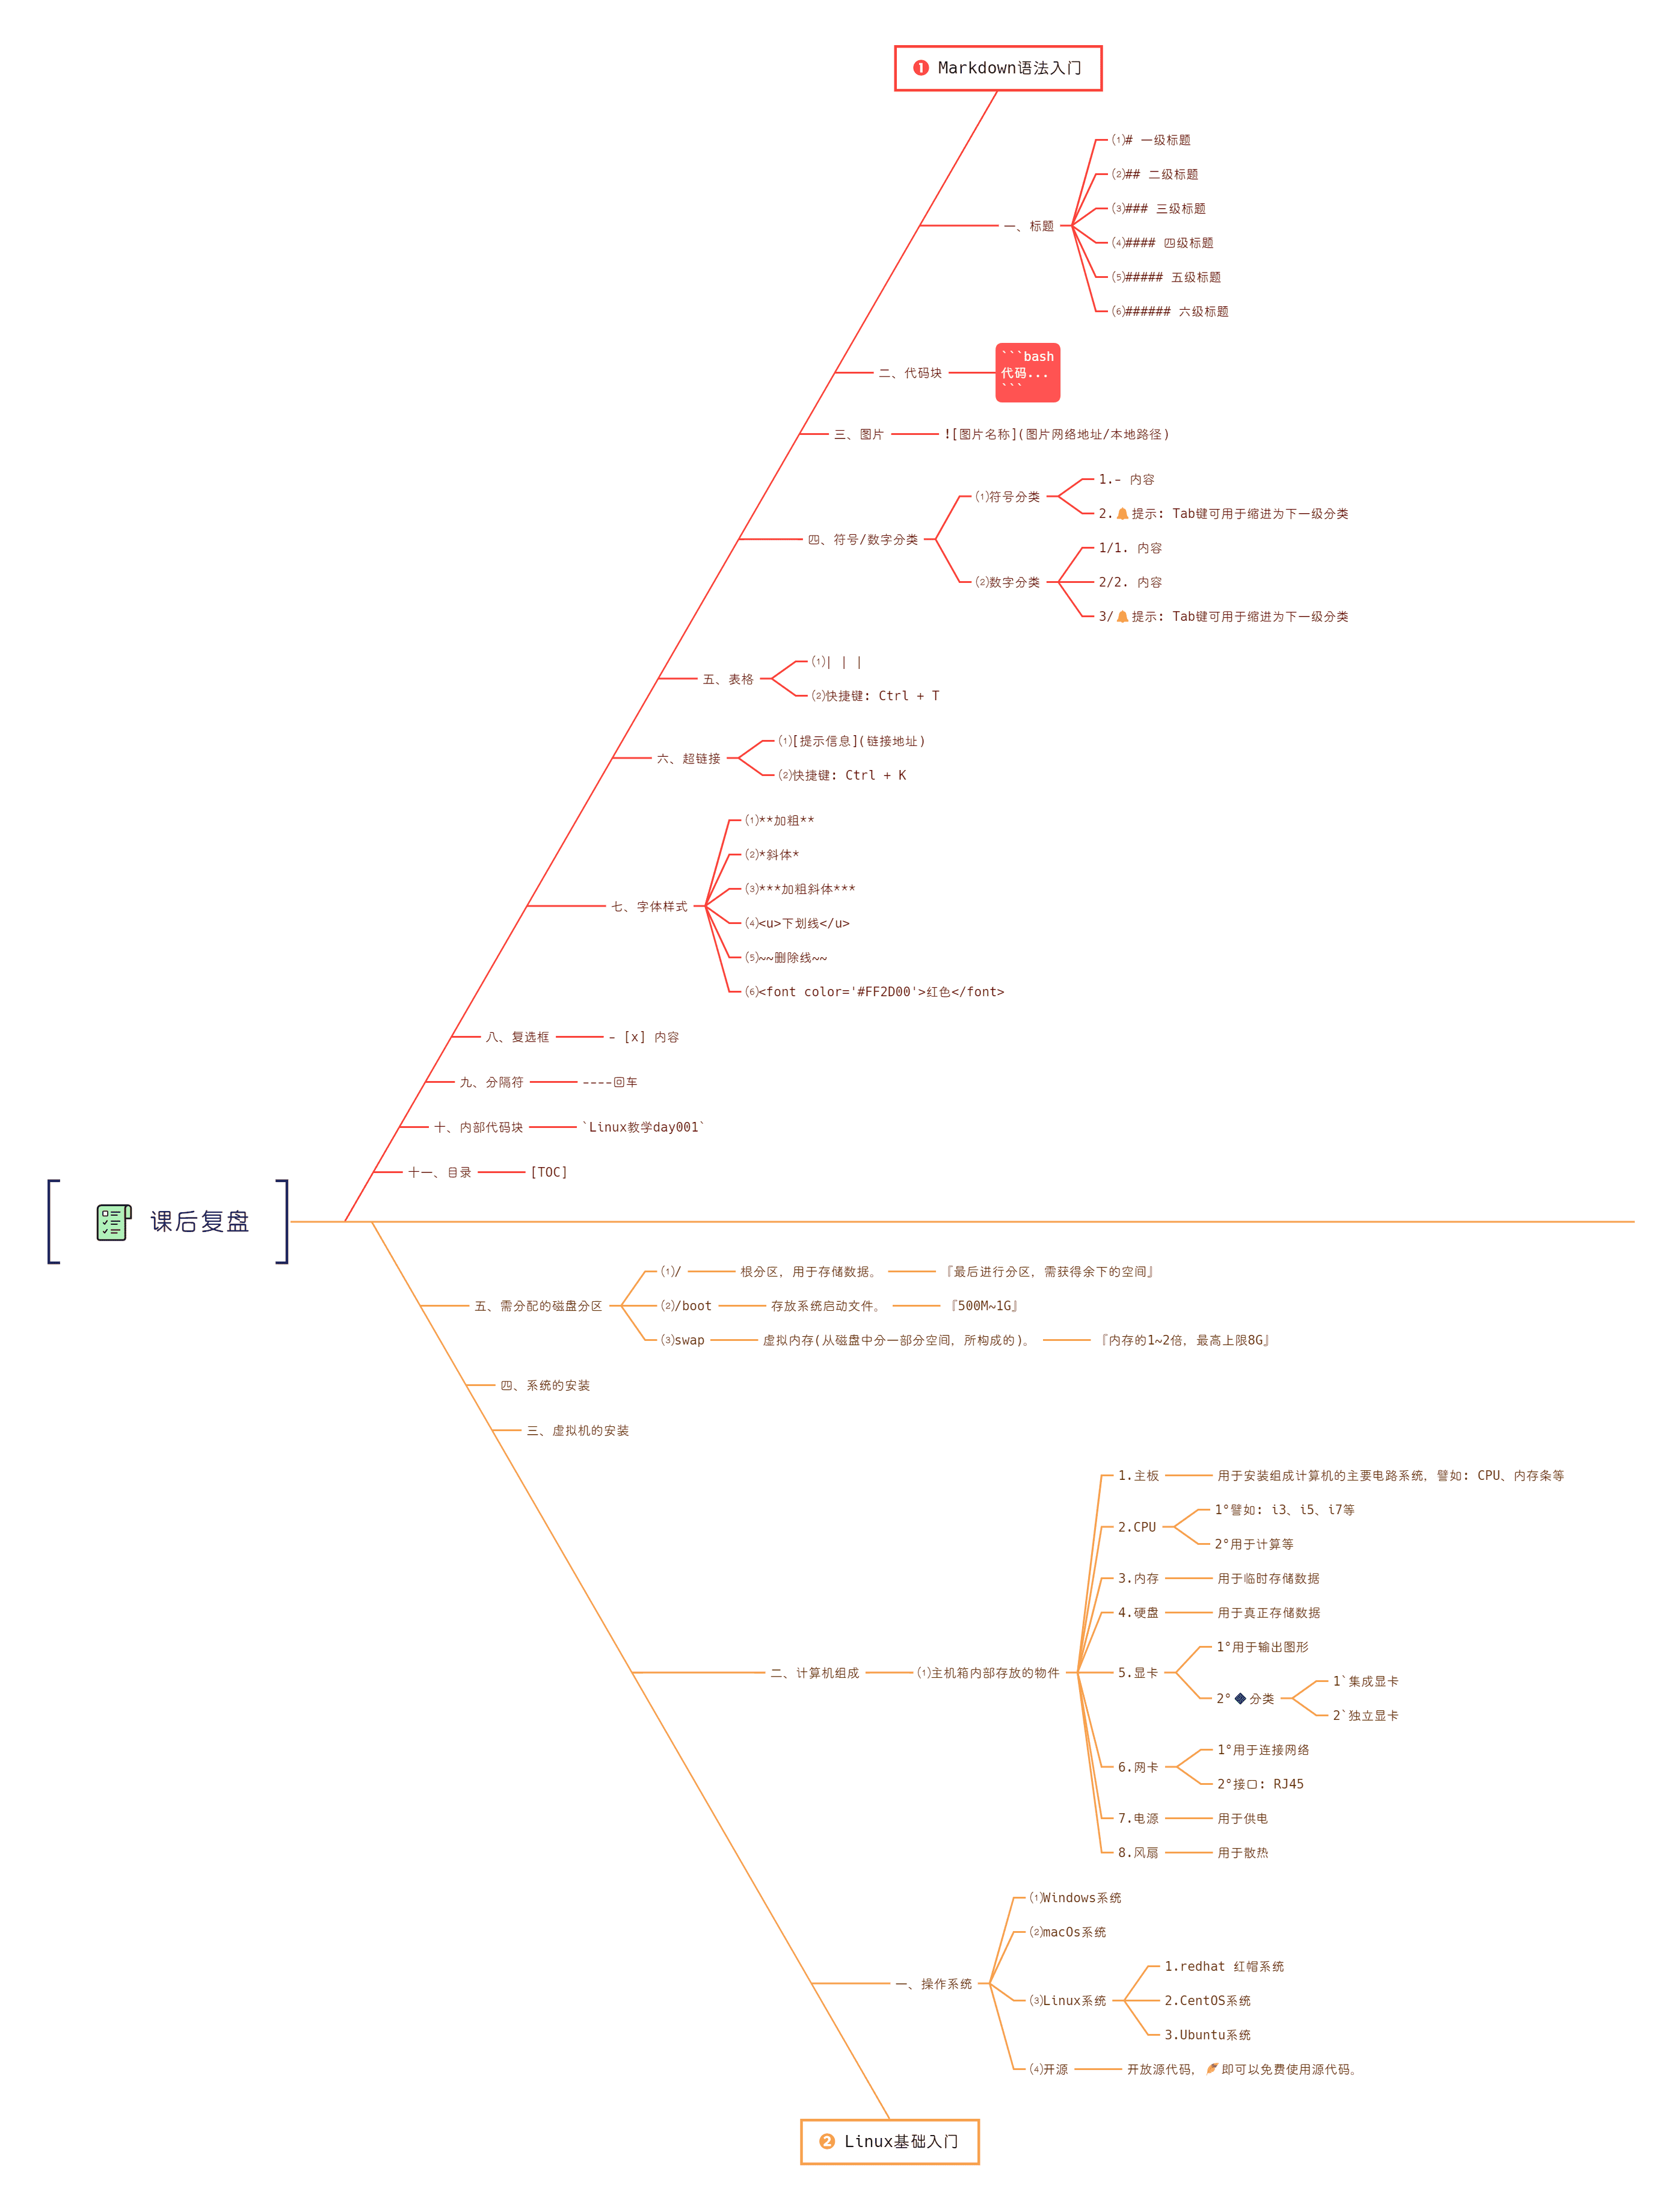 ❶ Markdown语法入门
⑴# 一级标题
⑵## 二级标题
⑶### 三级标题
一、标题
⑷#### 四级标题
⑸##### 五级标题
⑹###### 六级标题
```bash
二、代码块
代码...
```
三、图片
![图片名称](图片网络地址/本地路径)
四、符号/数字分类
⑴符号分类
1.- 内容
2.🔔提示: Tab键可用于缩进为下一级分类
⑵数字分类
1/1. 内容
2/2. 内容
3/🔔提示: Tab键可用于缩进为下一级分类
五、表格
⑴| | |
⑵快捷键: Ctrl + T
六、超链接
⑴[提示信息](链接地址)
⑵快捷键: Ctrl + K
七、字体样式
⑴**加粗**
⑵*斜体*
⑶***加粗斜体***
⑷<u>下划线</u>
⑸~~删除线~~
⑹<font color='#FF2D00'>红色</font>
八、复选框
- [x] 内容
九、分隔符
----回车
十、内部代码块
`Linux教学day001`
十一、目录
[TOC]
课后复盘
五、需分配的磁盘分区
⑴/
根分区，用于存储数据。
『最后进行分区，需获得余下的空间』
⑵/boot
存放系统启动文件。
『500M~1G』
⑶swap
虚拟内存(从磁盘中分一部分空间，所构成的)。
『内存的1~2倍，最高上限8G』
四、系统的安装
三、虚拟机的安装
二、计算机组成
⑴主机箱内部存放的物件
1.主板
用于安装组成计算机的主要电路系统，譬如: CPU、内存条等
2.CPU
1°譬如: i3、i5、i7等
2°用于计算等
3.内存
用于临时存储数据
4.硬盘
用于真正存储数据
5.显卡
1°用于输出图形
2°◆分类
1`集成显卡
2`独立显卡
6.网卡
1°用于连接网络
2°接口: RJ45
7.电源
用于供电
8.风扇
用于散热
一、操作系统
⑴Windows系统
⑵macOs系统
⑶Linux系统
1.redhat 红帽系统
2.CentOS系统
3.Ubuntu系统
⑷开源
开放源代码，即可以免费使用源代码。
❷ Linux基础入门